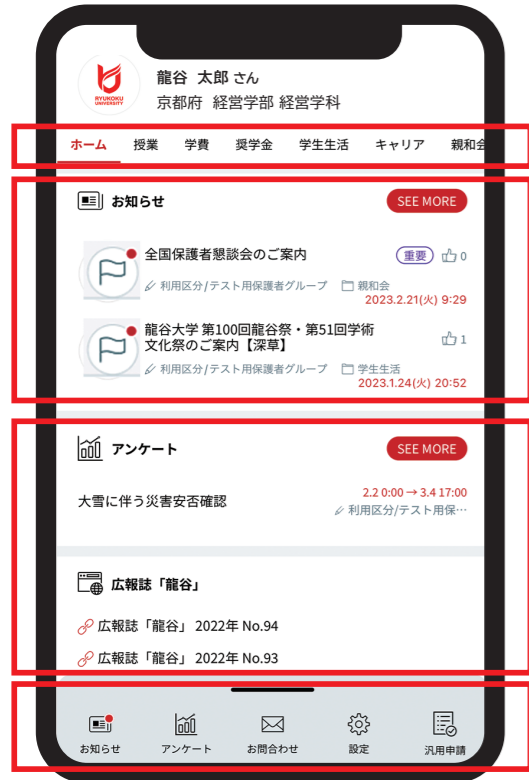 RYUKOKU
UNIVERSITY
龍谷 太郎 さん
京都府 経営学部 経営学科
ホーム 授業 学費 奨学金 学生生活 キャリア 親和会
お知らせ SEE MORE
全国保護者懇談会のご案内 重要 0
利用区分/テスト用保護者グループ 親和会
2023.2.21(火) 9:29
龍谷大学 第100回龍谷祭・第51回学術
文化祭のご案内【深草】 1
利用区分/テスト用保護者グループ 学生生活
2023.1.24(火) 20:52
アンケート SEE MORE
大雪に伴う災害安否確認 2.2 0:00 → 3.4 17:00
利用区分/テスト用保…
広報誌「龍谷」
広報誌「龍谷」 2022年 No.94
広報誌「龍谷」 2022年 No.93
お知らせ アンケート お問合わせ 設定 汎用申請